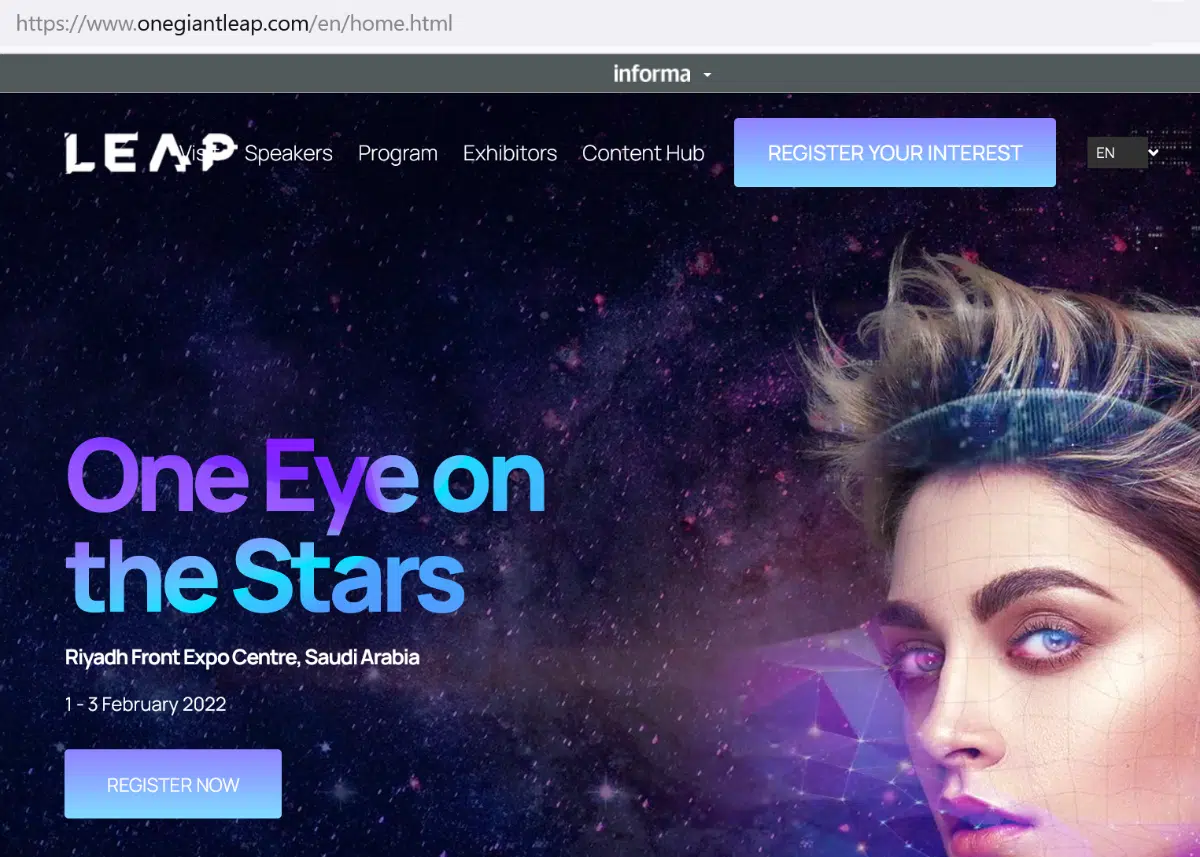 https://www.onegiantleap.com/en/home.html
informa
LEAP Visit Speakers Program Exhibitors Content Hub REGISTER YOUR INTEREST EN
One Eye on
the Stars
Riyadh Front Expo Centre, Saudi Arabia
1 - 3 February 2022
REGISTER NOW